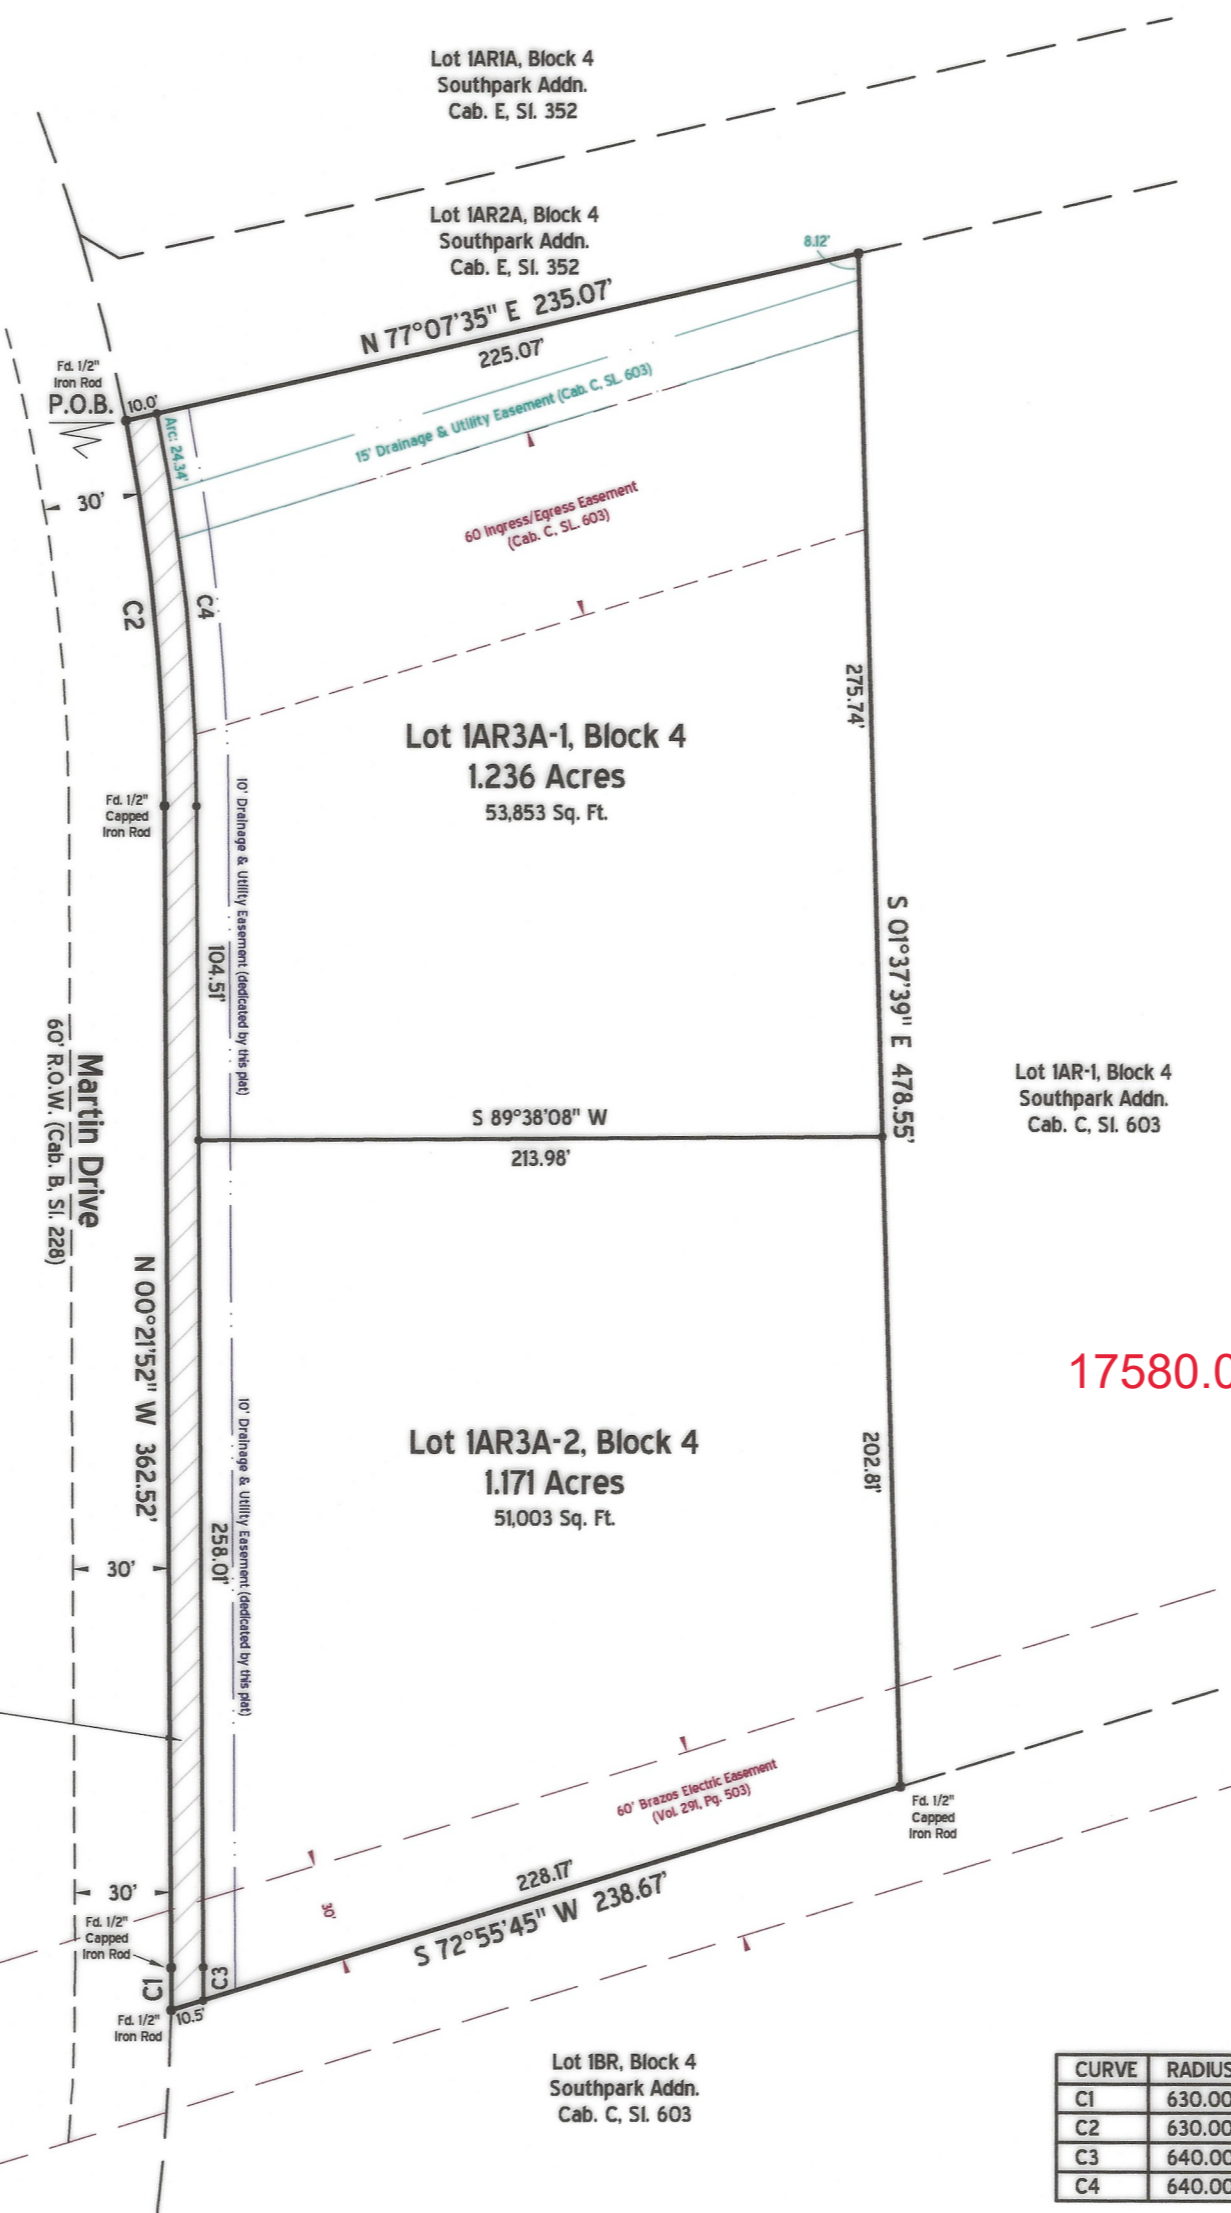 Lot 1AR1A, Block 4
Southpark Addn.
Cab. E, Sl. 352
Lot 1AR2A, Block 4
Southpark Addn.
Cab. E, Sl. 352
8.12'
N 77°07'35" E 235.07'
225.07'
Fd. 1/2"
Iron Rod
P.O.B.
10.0'
Arc: 24.34'
15' Drainage & Utility Easement (Cab. C, SL. 603)
30'
60 Ingress/Egress Easement
(Cab. C, SL. 603)
C2
C4
275.74'
Lot 1AR3A-1, Block 4
1.236 Acres
53,853 Sq. Ft.
Fd. 1/2"
Capped
Iron Rod
10' Drainage & Utility Easement (dedicated by this plat)
104.51'
S 01°37'39" E 478.55'
Lot 1AR-1, Block 4
Southpark Addn.
Cab. C, Sl. 603
S 89°38'08" W
213.98'
Martin Drive
60' R.O.W. (Cab. B, Sl. 228)
N 00°21'52" W 362.52'
17580.0
Lot 1AR3A-2, Block 4
1.171 Acres
51,003 Sq. Ft.
202.81'
10' Drainage & Utility Easement (dedicated by this plat)
258.01'
30'
60' Brazos Electric Easement
(Vol. 291, Pg. 503)
Fd. 1/2"
Capped
Iron Rod
228.17'
S 72°55'45" W 238.67'
30'
30'
Fd. 1/2"
Capped
Iron Rod
C1
C3
10.5'
Fd. 1/2"
Iron Rod
Lot 1BR, Block 4
Southpark Addn.
Cab. C, Sl. 603
CURVE RADIUS
C1 630.00
C2 630.00
C3 640.00
C4 640.00